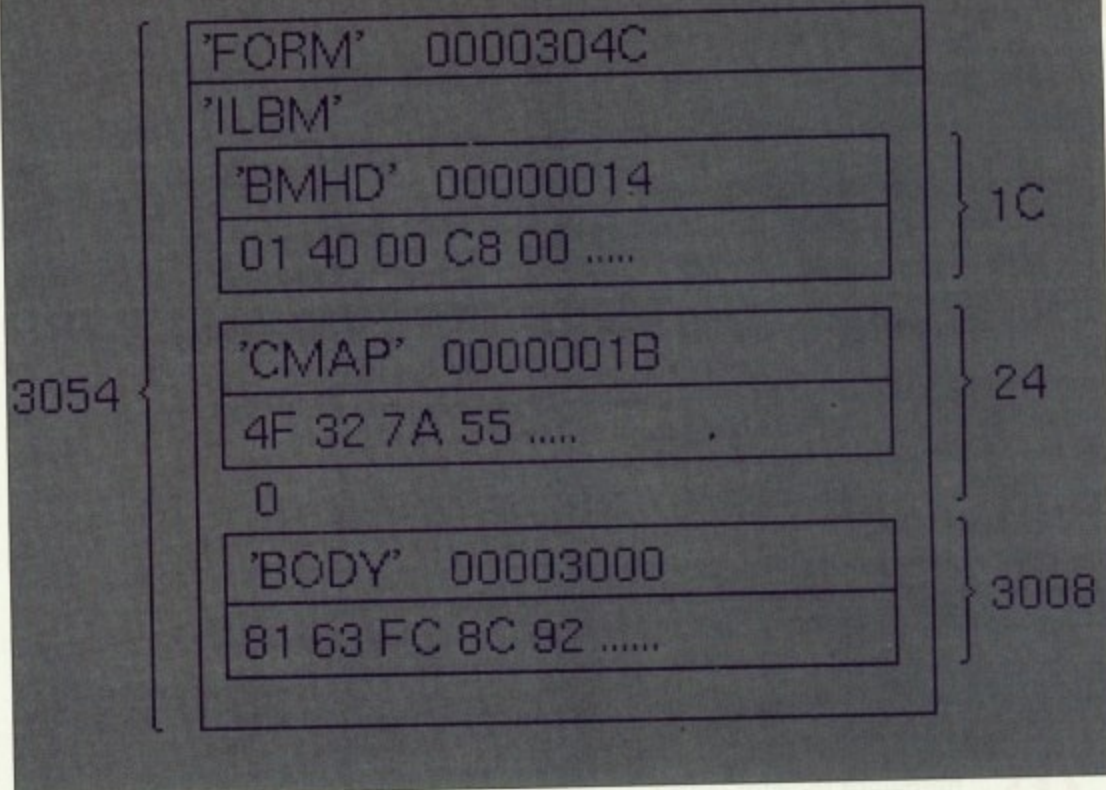 'FORM' 0000304C
'ILBM'
'BMHD' 00000014
1C
01 40 00 C8 00 .....
'CMAP' 0000001B
3054
24
4F 32 7A 55 .....
0
'BODY' 00003000
3008
81 63 FC 8C 92 ......